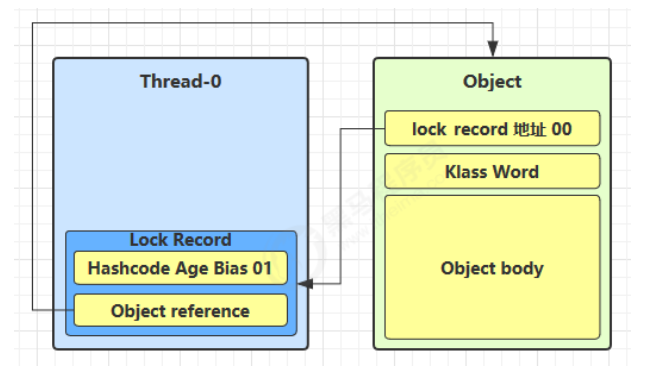 Thread-0
Object
lock record 地址 00
Klass Word
Lock Record
Hashcode Age Bias 01
Object body
Object reference